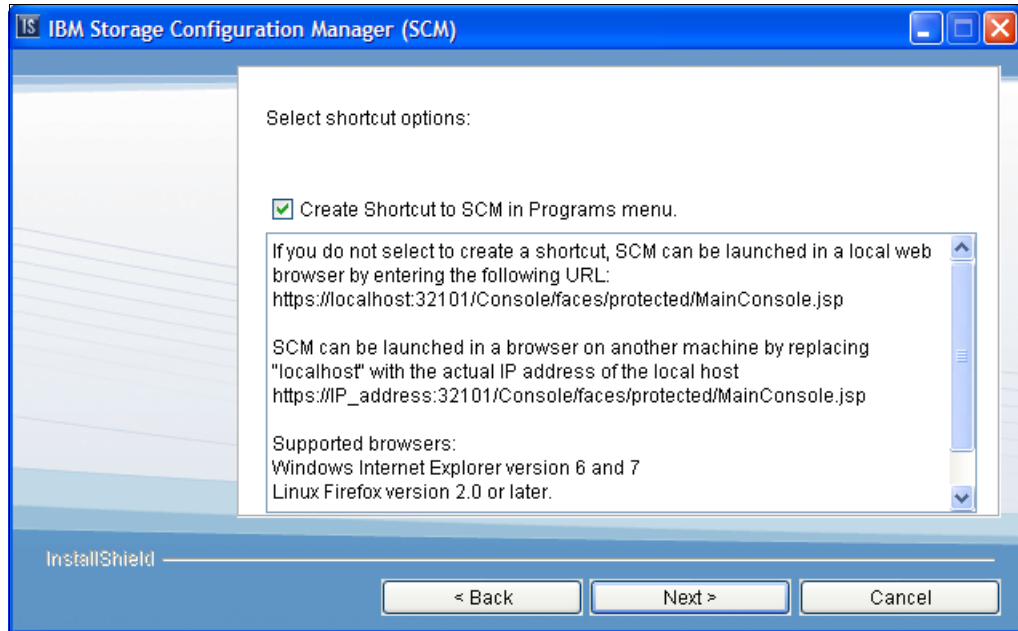 TS IBM Storage Configuration Manager (SCM)
Select shortcut options:
Create Shortcut to SCM in Programs menu.
If you do not select to create a shortcut, SCM can be launched in a local web
browser by entering the following URL:
https://localhost:32101/Console/faces/protected/MainConsole.jsp
SCM can be launched in a browser on another machine by replacing
"localhost" with the actual IP address of the local host
https://IP_address:32101/Console/faces/protected/MainConsole.jsp
Supported browsers:
Windows Internet Explorer version 6 and 7
Linux Firefox version 2.0 or later.
InstallShield
< Back Next > Cancel